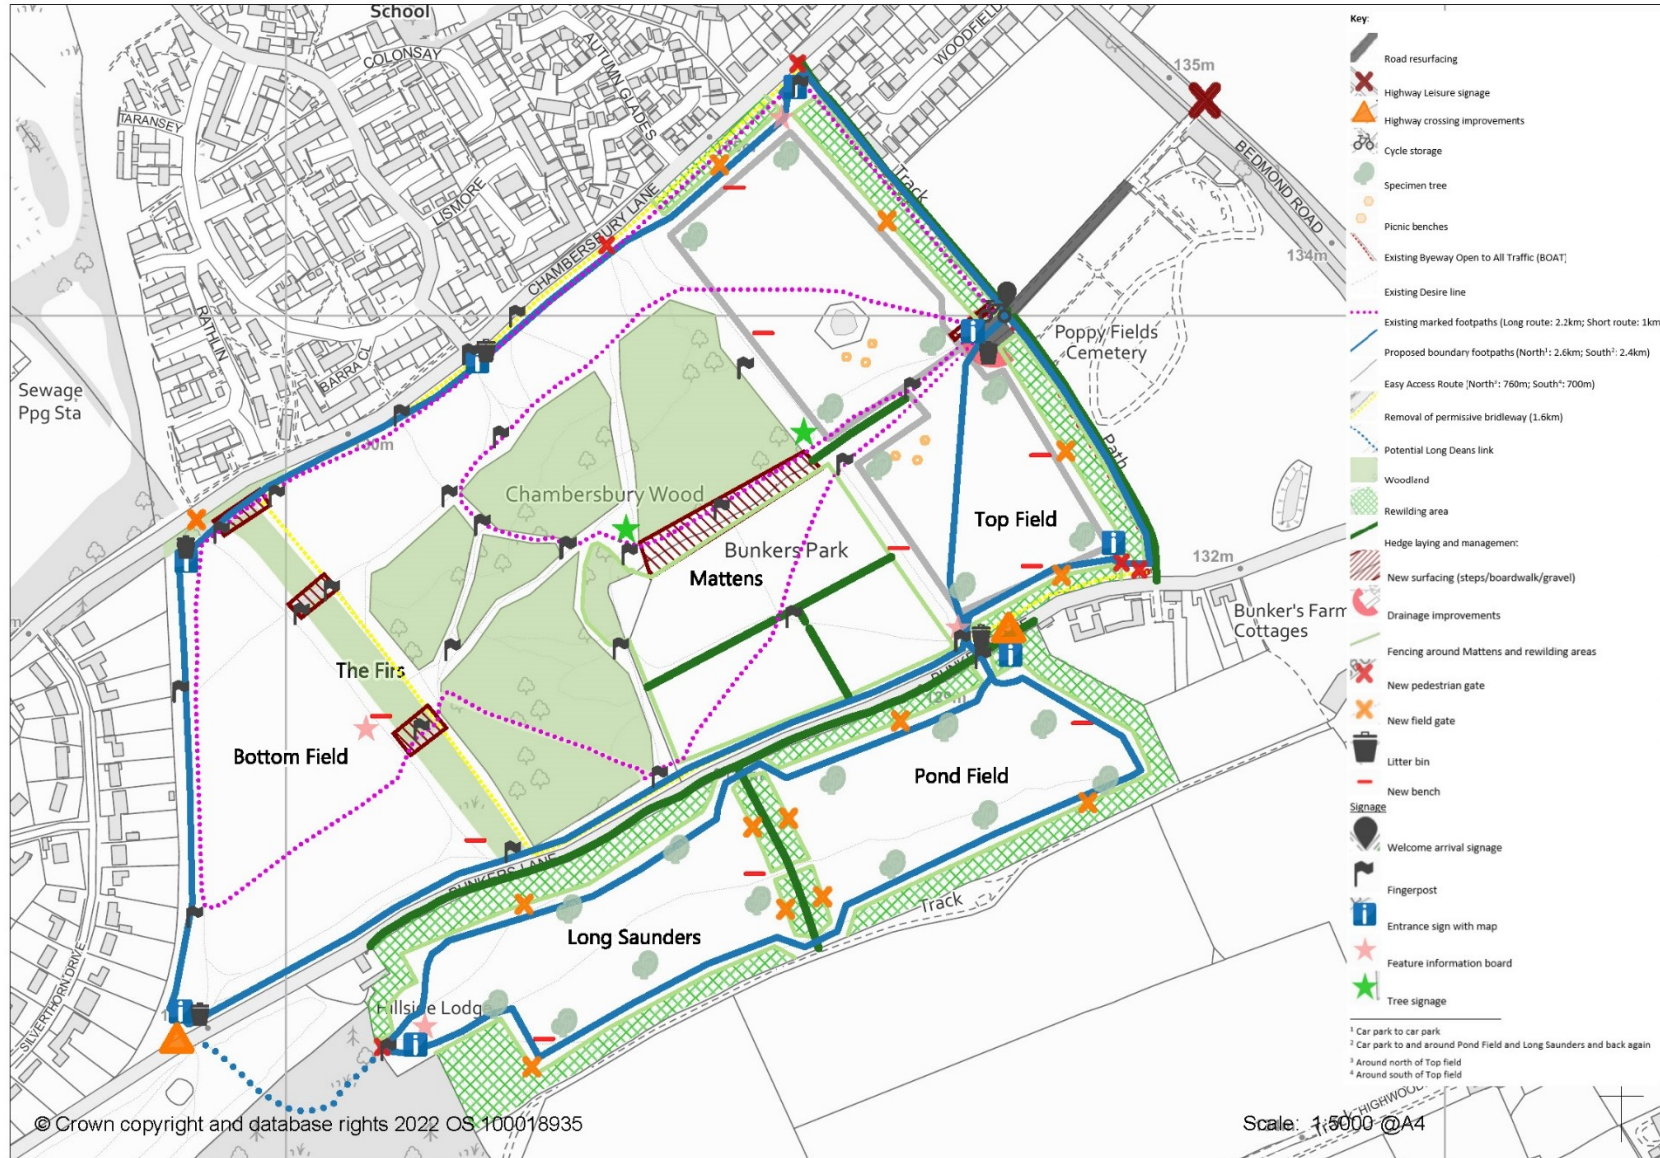 School
COLONSAY
TARANSEY
AUTUMN GLADES
WOODFIELD
LISMORE
CHAMBERSBURY LANE
RATHLIN
BARRA CL
Sewage
Ppg Sta
Track
135m
BEDMOND ROAD
134m
Poppy Fields
Cemetery
Path
Chambersbury Wood
Bunkers Park
Mattens
Top Field
132m
Bunker's Farm
Cottages
The Firs
Bottom Field
Pond Field
BUNKERS LANE
Track
Long Saunders
SILVERTHORN DRIVE
Hillside Lodge
© Crown copyright and database rights 2022 OS 100018935
Scale: 1:5000 @A4
Track
HIGHWOOD
Key:
Road resurfacing
Highway Leisure signage
Highway crossing improvements
Cycle storage
Specimen tree
Picnic benches
Existing Byeway Open to All Traffic (BOAT)
Existing Desire line
Existing marked footpaths (Long route: 2.2km; Short route: 1km
Proposed boundary footpaths (North¹: 2.6km; South²: 2.4km)
Easy Access Route (North³: 760m; South⁴: 700m)
Removal of permissive bridleway (1.6km)
Potential Long Deans link
Woodland
Rewilding area
Hedge laying and management
New surfacing (steps/boardwalk/gravel)
Drainage improvements
Fencing around Mattens and rewilding areas
New pedestrian gate
New field gate
Litter bin
New bench
Signage
Welcome arrival signage
Fingerpost
Entrance sign with map
Feature information board
Tree signage
¹ Car park to car park
² Car park to and around Pond Field and Long Saunders and back again
³ Around north of Top field
⁴ Around south of Top field